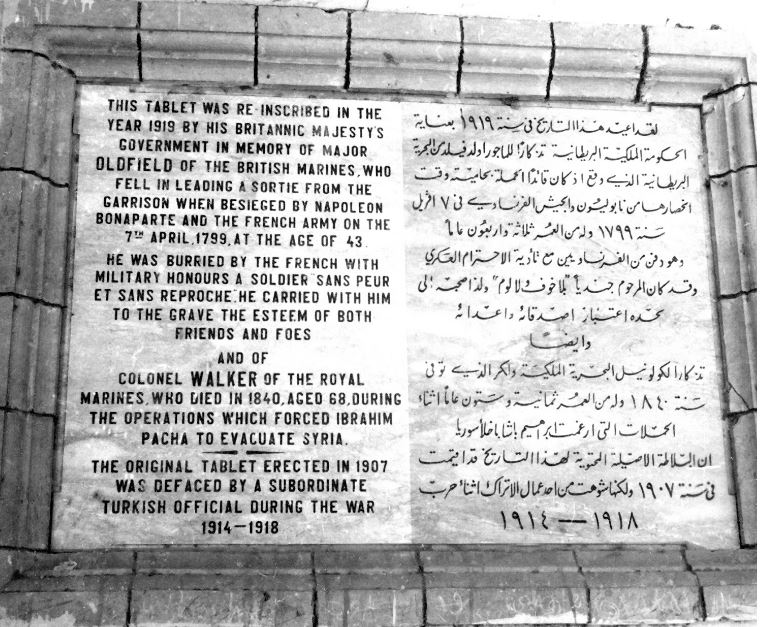 THIS TABLET WAS RE-INSCRIBED IN THE
YEAR 1919 BY HIS BRITANNIC MAJESTY'S
GOVERNMENT IN MEMORY OF MAJOR
OLDFIELD OF THE BRITISH MARINES, WHO
FELL IN LEADING A SORTIE FROM THE
GARRISON WHEN BESIEGED BY NAPOLEON
BONAPARTE AND THE FRENCH ARMY ON THE
7TH APRIL, 1799, AT THE AGE OF 43.
HE WAS BURRIED BY THE FRENCH WITH
MILITARY HONOURS A SOLDIER "SANS PEUR
ET SANS REPROCHE". HE CARRIED WITH HIM
TO THE GRAVE THE ESTEEM OF BOTH
FRIENDS AND FOES
AND OF
COLONEL WALKER OF THE ROYAL
MARINES, WHO DIED IN 1840, AGED 68, DURING
THE OPERATIONS WHICH FORCED IBRAHIM
PACHA TO EVACUATE SYRIA.
THE ORIGINAL TABLET ERECTED IN 1907
WAS DEFACED BY A SUBORDINATE
TURKISH OFFICIAL DURING THE WAR
1914-1918
لقد اعيد هذا التاريخ في سنة ١٩١٩ بعناية
الحكومة الملكية البريطانية تذكارًا للماجور اولدفيلد من البحرية
البريطانية الذي وقع اذ كان قائدًا لحملة بحامية وقت
انحصارها من نابوليون والجيش الفرنساوي في ٧ افريل
سنة ١٧٩٩ وله من العمر ثلاثة واربعون عاما
وهو دفن من الفرنساويين مع تأدية الاحترام العسكري
وقد كان المرحوم جنديًا "بلا خوف ولا لوم" ولذا صحبه الى
لحده اعتبار اصدقائه واعدائه
وايضًا
تذكارًا لكولونيل البحرية الملكية والكر الذي توفي
سنة ١٨٤٠ وله من العمر ثمانية وستون عامًا اثناء
الحملات التي ارغمت ابراهيم باشا باخلاء سوريا
ان البلاطة الاصيلة المحتوية لهذا التاريخ قد اقيمت
في سنة ١٩٠٧ ولكنها شوهت من احد عمال الاتراك اثناء حرب
١٩١٤ — ١٩١٨